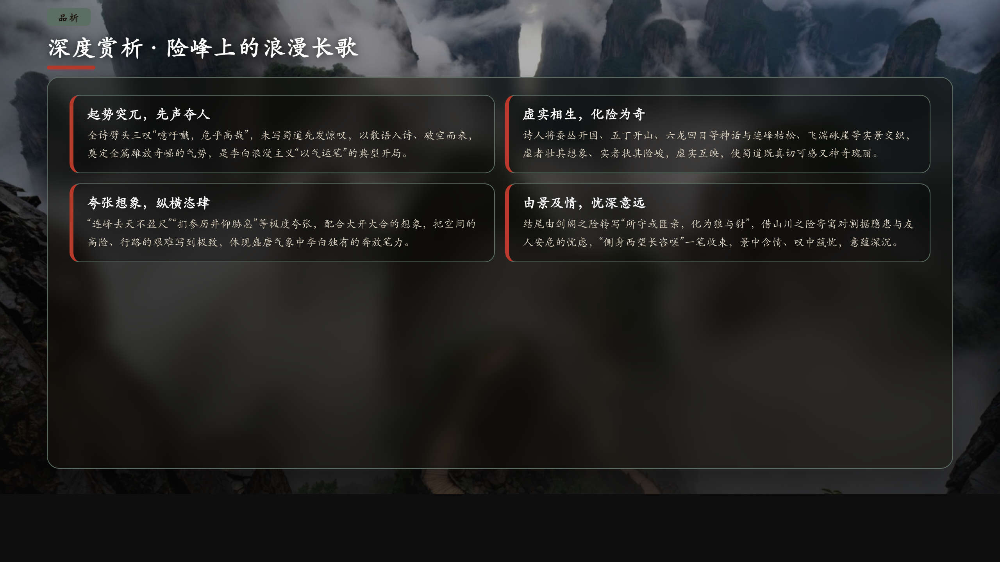 品析
深度赏析 · 险峰上的浪漫长歌
起势突兀，先声夺人
全诗劈头三叹“噫吁嚱，危乎高哉”，未写蜀道先发惊叹，以散语入诗、破空而来，
奠定全篇雄放奇崛的气势，是李白浪漫主义“以气运笔”的典型开局。
虚实相生，化险为奇
诗人将蚕丛开国、五丁开山、六龙回日等神话与连峰枯松、飞湍砯崖等实景交织，
虚者壮其想象、实者状其险峻，虚实互映，使蜀道既真切可感又神奇瑰丽。
夸张想象，纵横恣肆
“连峰去天不盈尺”“扪参历井仰胁息”等极度夸张，配合大开大合的想象，把空间的
高险、行路的艰难写到极致，体现盛唐气象中李白独有的奔放笔力。
由景及情，忧深意远
结尾由剑阁之险转写“所守或匪亲，化为狼与豺”，借山川之险寄寓对割据隐患与友
人安危的忧虑，“侧身西望长咨嗟”一笔收束，景中含情、叹中藏忧，意蕴深沉。